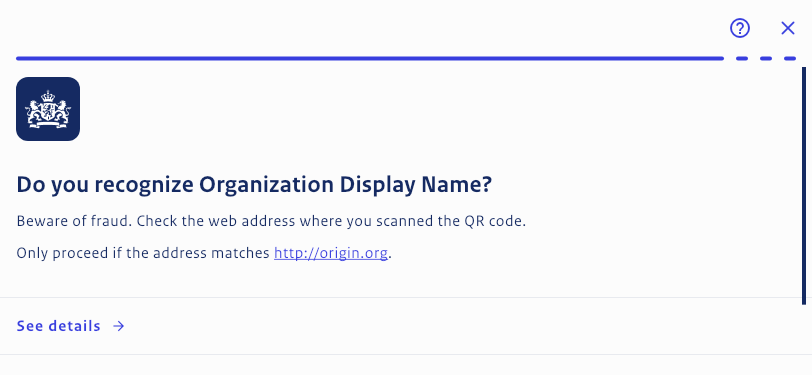 Do you recognize Organization Display Name?
Beware of fraud. Check the web address where you scanned the QR code.
Only proceed if the address matches http://origin.org.
See details